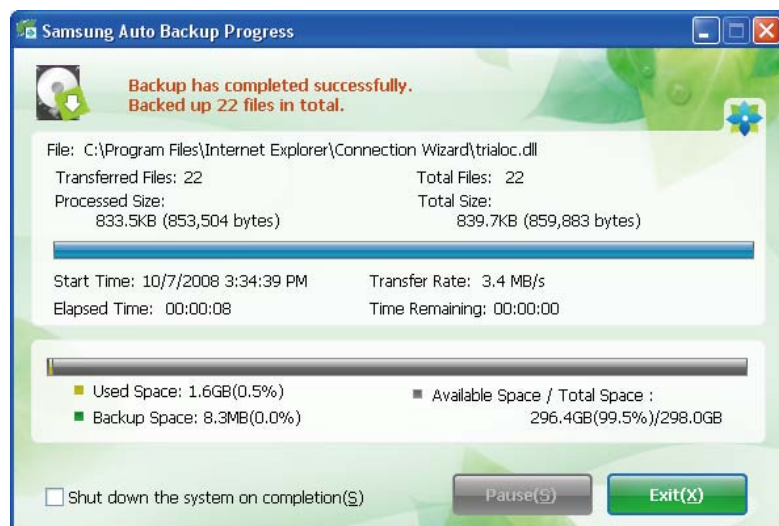 Samsung Auto Backup Progress
Backup has completed successfully.
Backed up 22 files in total.
File: C:\Program Files\Internet Explorer\Connection Wizard\trialoc.dll
Transferred Files: 22
Total Files: 22
Processed Size:
833.5KB (853,504 bytes)
Total Size:
839.7KB (859,883 bytes)
Start Time: 10/7/2008 3:34:39 PM
Transfer Rate: 3.4 MB/s
Elapsed Time: 00:00:08
Time Remaining: 00:00:00
Used Space: 1.6GB(0.5%)
Backup Space: 8.3MB(0.0%)
Available Space / Total Space :
296.4GB(99.5%)/298.0GB
Shut down the system on completion(S)
Pause(S)
Exit(X)